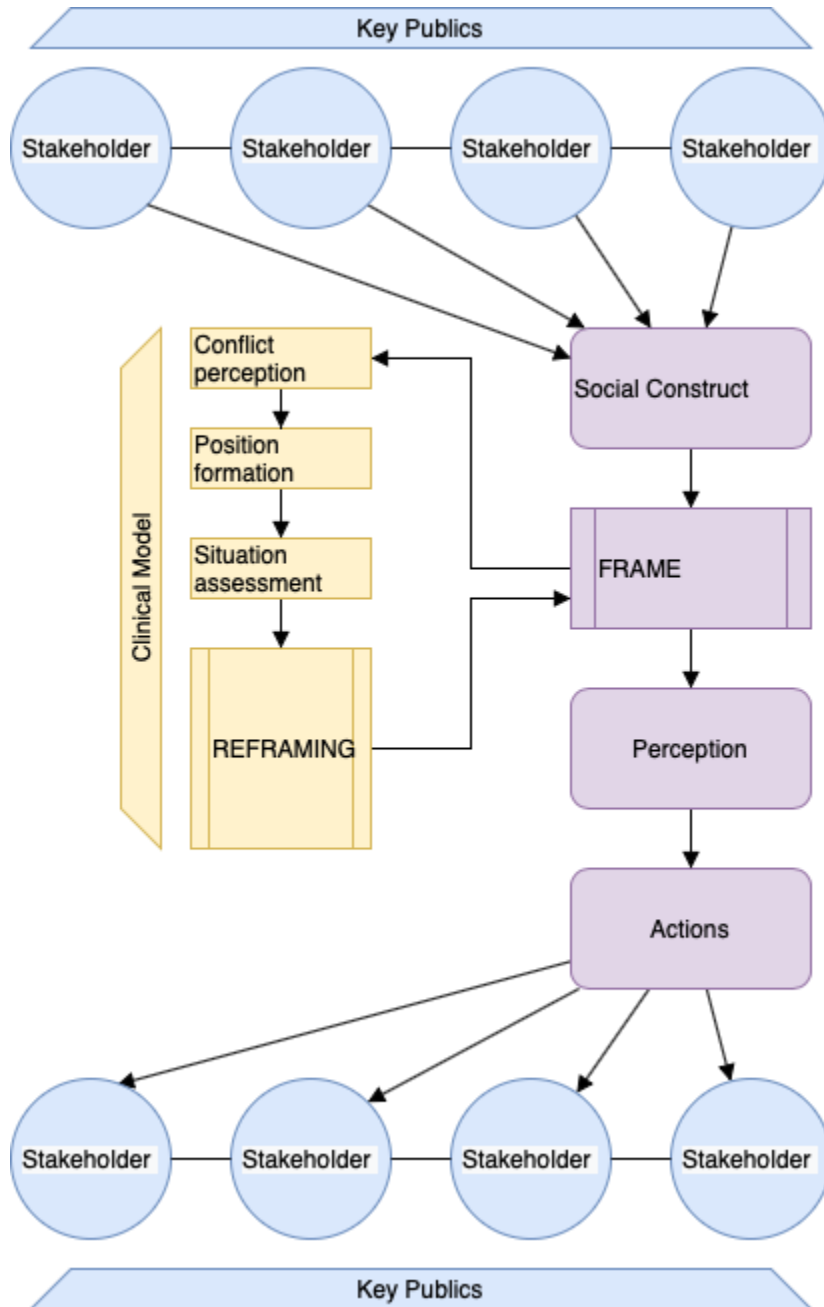 Key Publics
Stakeholder
Stakeholder
Stakeholder
Stakeholder
Conflict
perception
Social Construct
Position
formation
Clinical Model
Situation
assessment
FRAME
REFRAMING
Perception
Actions
Stakeholder
Stakeholder
Stakeholder
Stakeholder
Key Publics